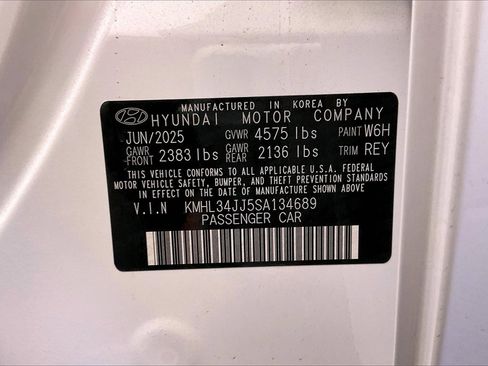 MANUFACTURED IN KOREA BY
HYUNDAI MOTOR COMPANY
JUN/2025 GVWR 4575 lbs PAINT W6H
GAWR FRONT 2383 lbs GAWR REAR 2136 lbs TRIM REY
THIS VEHICLE CONFORMS TO ALL APPLICABLE U.S.A. FEDERAL
MOTOR VEHICLE SAFETY, BUMPER, AND THEFT PREVENTION STANDARDS
IN EFFECT ON THE DATE OF MANUFACTURE SHOWN ABOVE.
V.I.N KMHL34JJ5SA134689
PASSENGER CAR